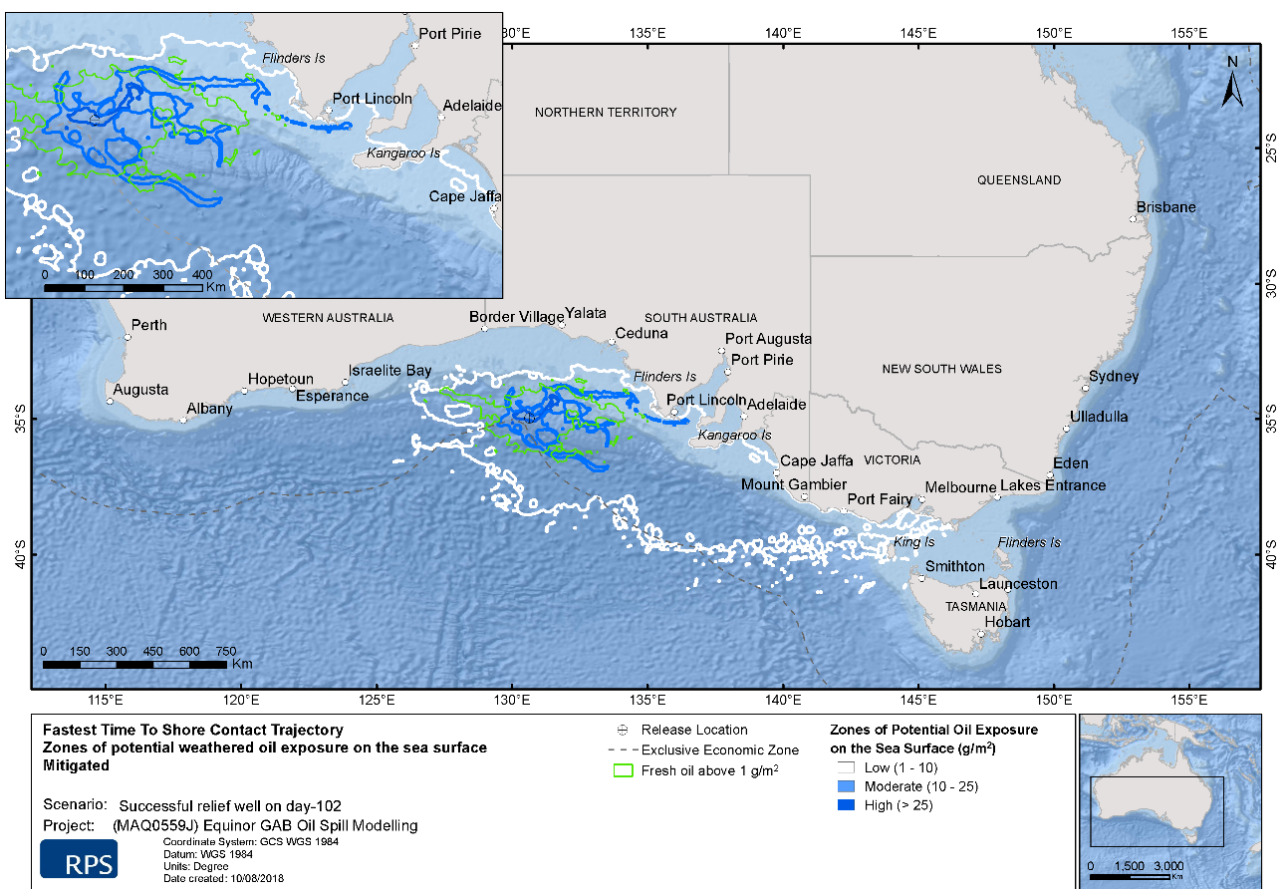 Port Pirie
Flinders Is
Port Lincoln
Adelaide
Kangaroo Is
Cape Jaffa
0 100 200 300 400
Km
130°E 135°E 140°E 145°E 150°E 155°E
N
NORTHERN TERRITORY
QUEENSLAND
25°S
Brisbane
30°S
WESTERN AUSTRALIA
Border Village
Yalata
SOUTH AUSTRALIA
Perth
Ceduna
Port Augusta
Port Pirie
NEW SOUTH WALES
Israelite Bay
Flinders Is
Sydney
Augusta
Hopetoun
Esperance
Port Lincoln
Adelaide
Albany
Ulladulla
35°S
35°S
Kangaroo Is
Cape Jaffa
VICTORIA
Eden
Mount Gambier
Melbourne
Lakes Entrance
Port Fairy
40°S
40°S
King Is
Flinders Is
Smithton
Launceston
TASMANIA
Hobart
0 150 300 450 600 750
Km
115°E 120°E 125°E 130°E 135°E 140°E 145°E 150°E 155°E
Fastest Time To Shore Contact Trajectory
Zones of potential weathered oil exposure on the sea surface
Mitigated
Scenario: Successful relief well on day-102
Project: (MAQ0559J) Equinor GAB Oil Spill Modelling
RPS
Coordinate System: GCS WGS 1984
Datum: WGS 1984
Units: Degree
Date created: 10/08/2018
Release Location
Exclusive Economic Zone
Fresh oil above 1 g/m²
Zones of Potential Oil Exposure
on the Sea Surface (g/m²)
Low (1 - 10)
Moderate (10 - 25)
High (> 25)
0 1,500 3,000
Km